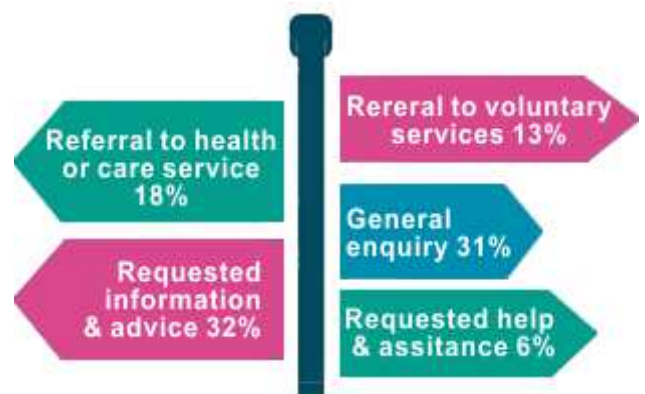 Referral to health
or care service
18%
Requested
information
& advice 32%
Rereral to voluntary
services 13%
General
enquiry 31%
Requested help
& assitance 6%